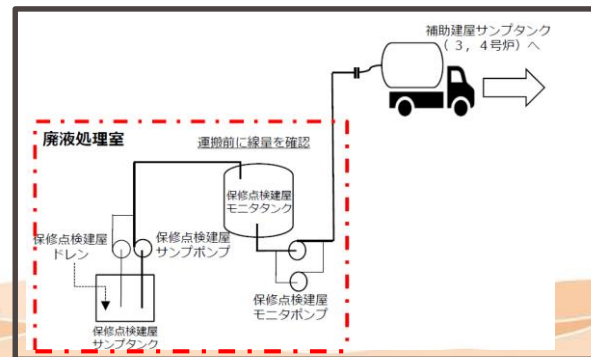 補助建屋サンプタンク
（３，４号炉）へ
廃液処理室
運搬前に線量を確認
保修点検建屋
モニタタンク
保修点検建屋
ドレン
保修点検建屋
サンプポンプ
保修点検建屋
モニタポンプ
保修点検建屋
サンプタンク